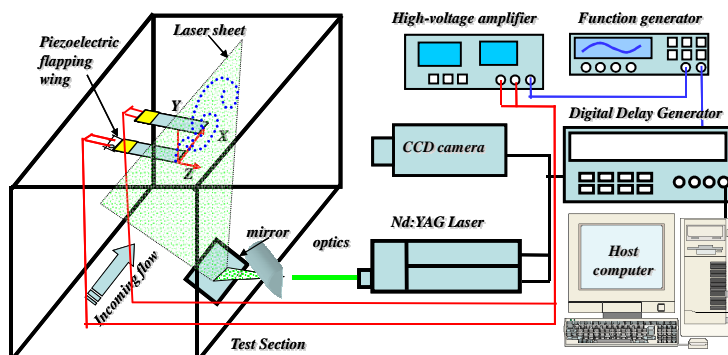 High-voltage amplifier
Function generator
Laser sheet
Piezoelectric
flapping
wing
Y
X
Z
Digital Delay Generator
CCD camera
Nd:YAG Laser
mirror
optics
Host
computer
Incoming flow
Test Section